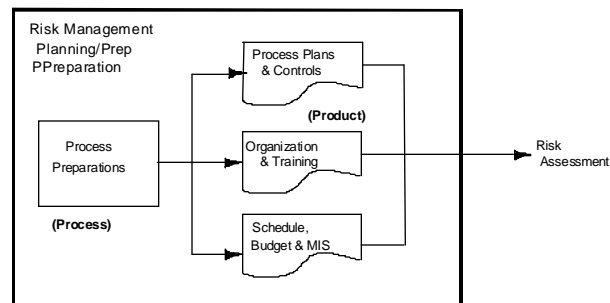 Risk Management
Planning/Prep
PPreparation
Process Plans
& Controls
(Product)
Process
Preparations
(Process)
Organization
& Training
Schedule,
Budget & MIS
Risk
Assessment